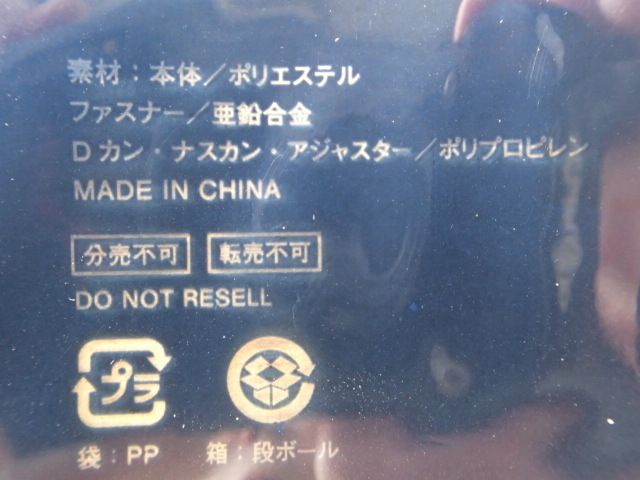 素材：本体／ポリエステル
ファスナー／亜鉛合金
Dカン・ナスカン・アジャスター／ポリプロピレン
MADE IN CHINA
分売不可 転売不可
DO NOT RESELL
プラ
袋：PP 箱：段ボール